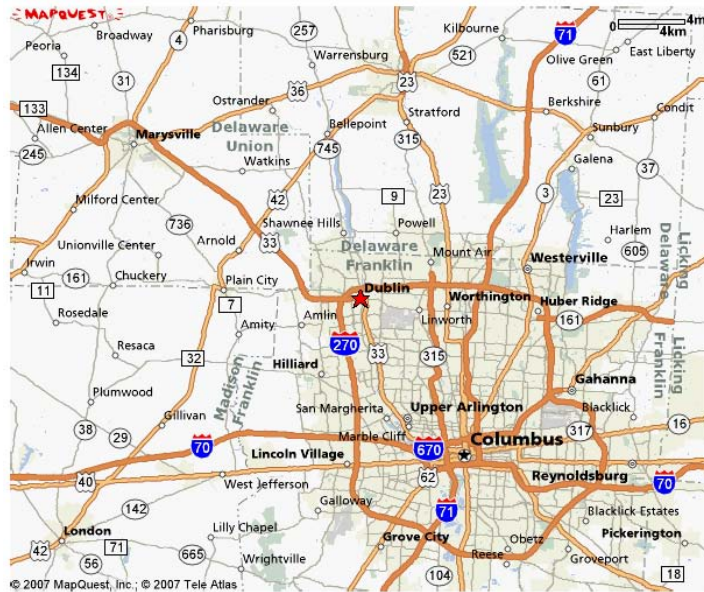 MAPQUEST
Broadway
Pharisburg
257
Kilbourne
71
0 4m
4km
Peoria
4
Warrensburg
521
Olive Green
East Liberty
134
31
36
23
61
133
Ostrander
Stratford
Berkshire
Condit
Allen Center
Marysville
Delaware
Union
Bellepoint
315
Sunbury
245
745
Galena
Watkins
37
42
23
3
23
Milford Center
9
736
Shawnee Hills
Powell
Harlem
Unionville Center
Arnold
33
Delaware
Franklin
Mount Air
Westerville
605
Licking
Delaware
Irwin
161
Chuckery
Plain City
Dublin
Worthington
Huber Ridge
11
7
Rosedale
Amity
Amlin
Linworth
161
270
Resaca
32
33
315
Licking
Franklin
Hilliard
Madison
Franklin
Gahanna
Plumwood
San Margherita
Upper Arlington
Blacklick
38
29
Gillivan
Marble Cliff
Columbus
317
16
70
670
Lincoln Village
62
Reynoldsburg
70
40
West Jefferson
142
Galloway
71
Blacklick Estates
London
Lilly Chapel
Pickerington
42
71
665
Grove City
Obetz
56
Wrightville
Reese
Groveport
104
18
© 2007 MapQuest, Inc.; © 2007 Tele Atlas